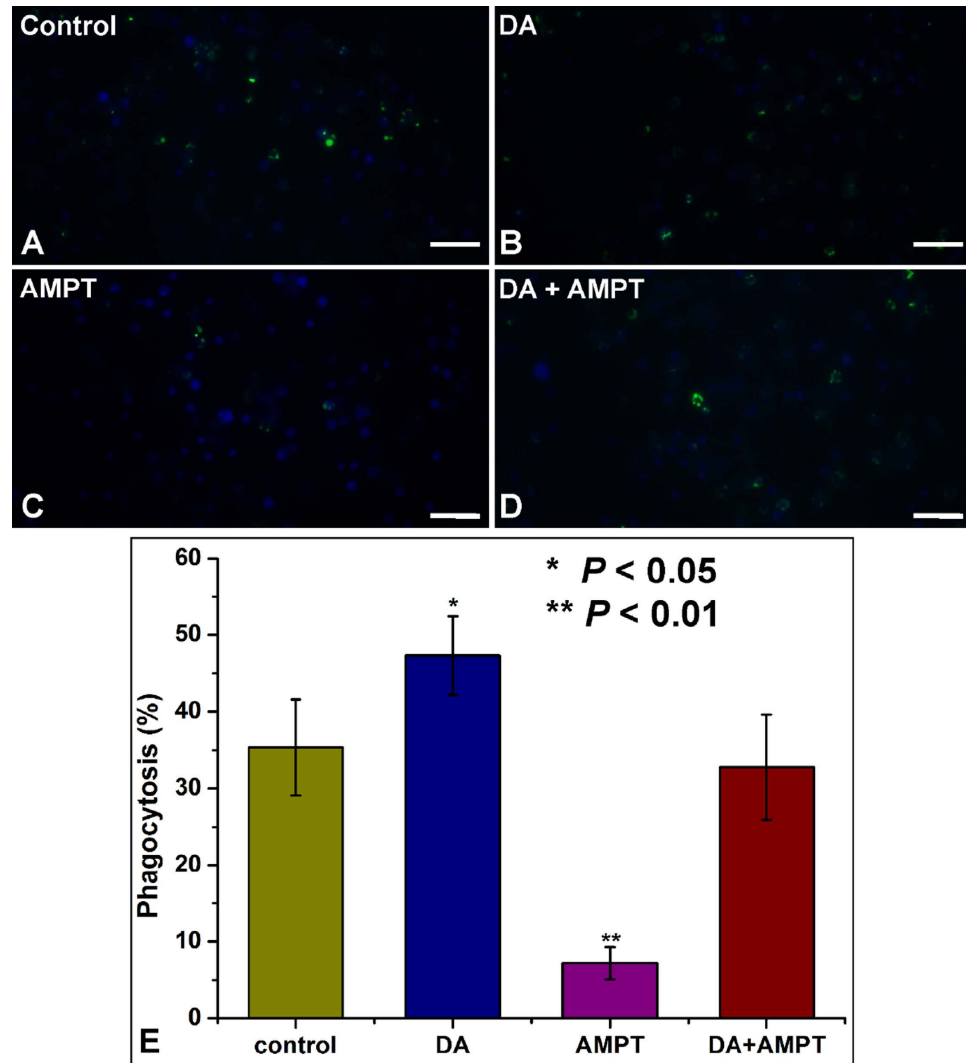 Control
A
DA
B
AMPT
C
DA + AMPT
D
* P < 0.05
** P < 0.01
Phagocytosis (%)
60
50
40
30
20
10
0
*
**
control DA AMPT DA+AMPT
E